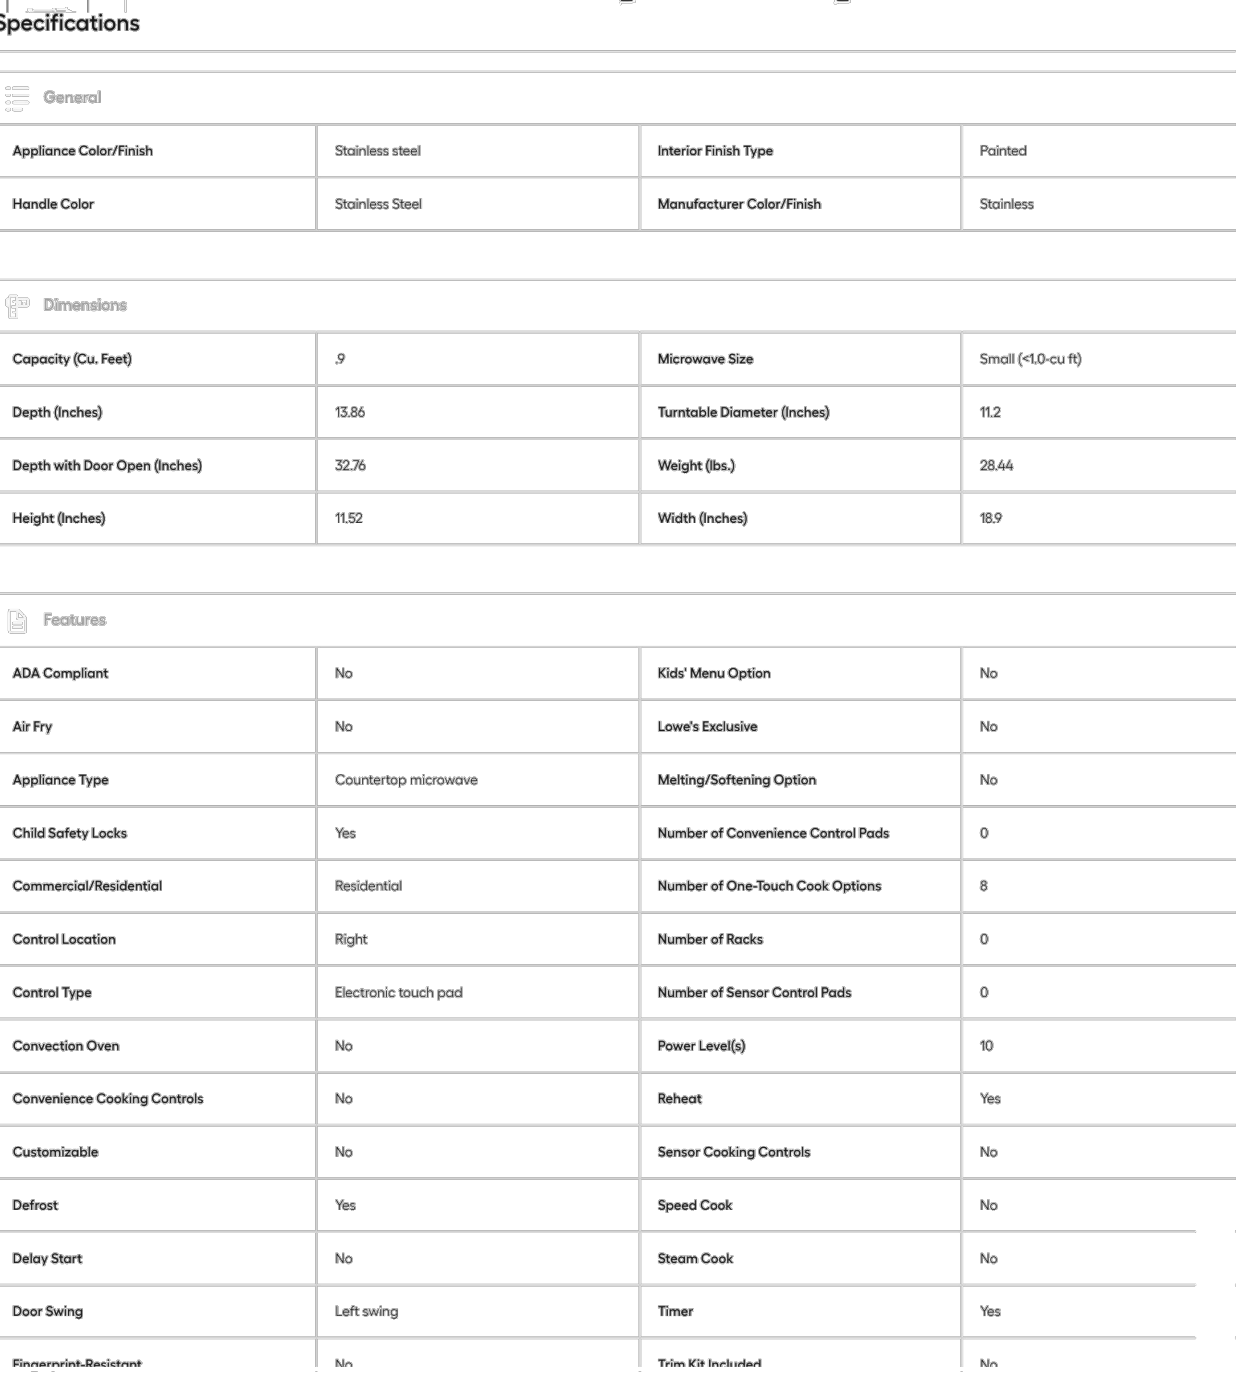 Specifications
General
Appliance Color/Finish Stainless steel Interior Finish Type Painted
Handle Color Stainless Steel Manufacturer Color/Finish Stainless
Dimensions
Capacity (Cu. Feet) .9 Microwave Size Small (<1.0-cu ft)
Depth (Inches) 13.86 Turntable Diameter (Inches) 11.2
Depth with Door Open (Inches) 32.76 Weight (lbs.) 28.44
Height (Inches) 11.52 Width (Inches) 18.9
Features
ADA Compliant No Kids' Menu Option No
Air Fry No Lowe's Exclusive No
Appliance Type Countertop microwave Melting/Softening Option No
Child Safety Locks Yes Number of Convenience Control Pads 0
Commercial/Residential Residential Number of One-Touch Cook Options 8
Control Location Right Number of Racks 0
Control Type Electronic touch pad Number of Sensor Control Pads 0
Convection Oven No Power Level(s) 10
Convenience Cooking Controls No Reheat Yes
Customizable No Sensor Cooking Controls No
Defrost Yes Speed Cook No
Delay Start No Steam Cook No
Door Swing Left swing Timer Yes
Fingerprint-Resistant No Trim Kit Included No